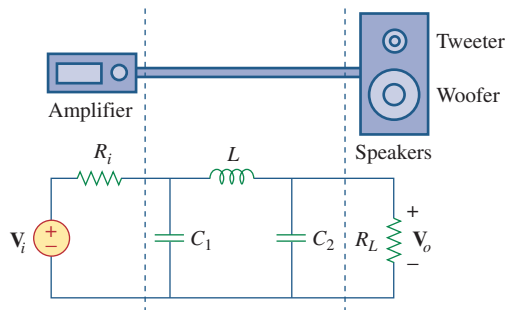 Tweeter
Woofer
Amplifier
Speakers
R_i
L
+
−
V_i
C_1
C_2
R_L
+
V_o
−